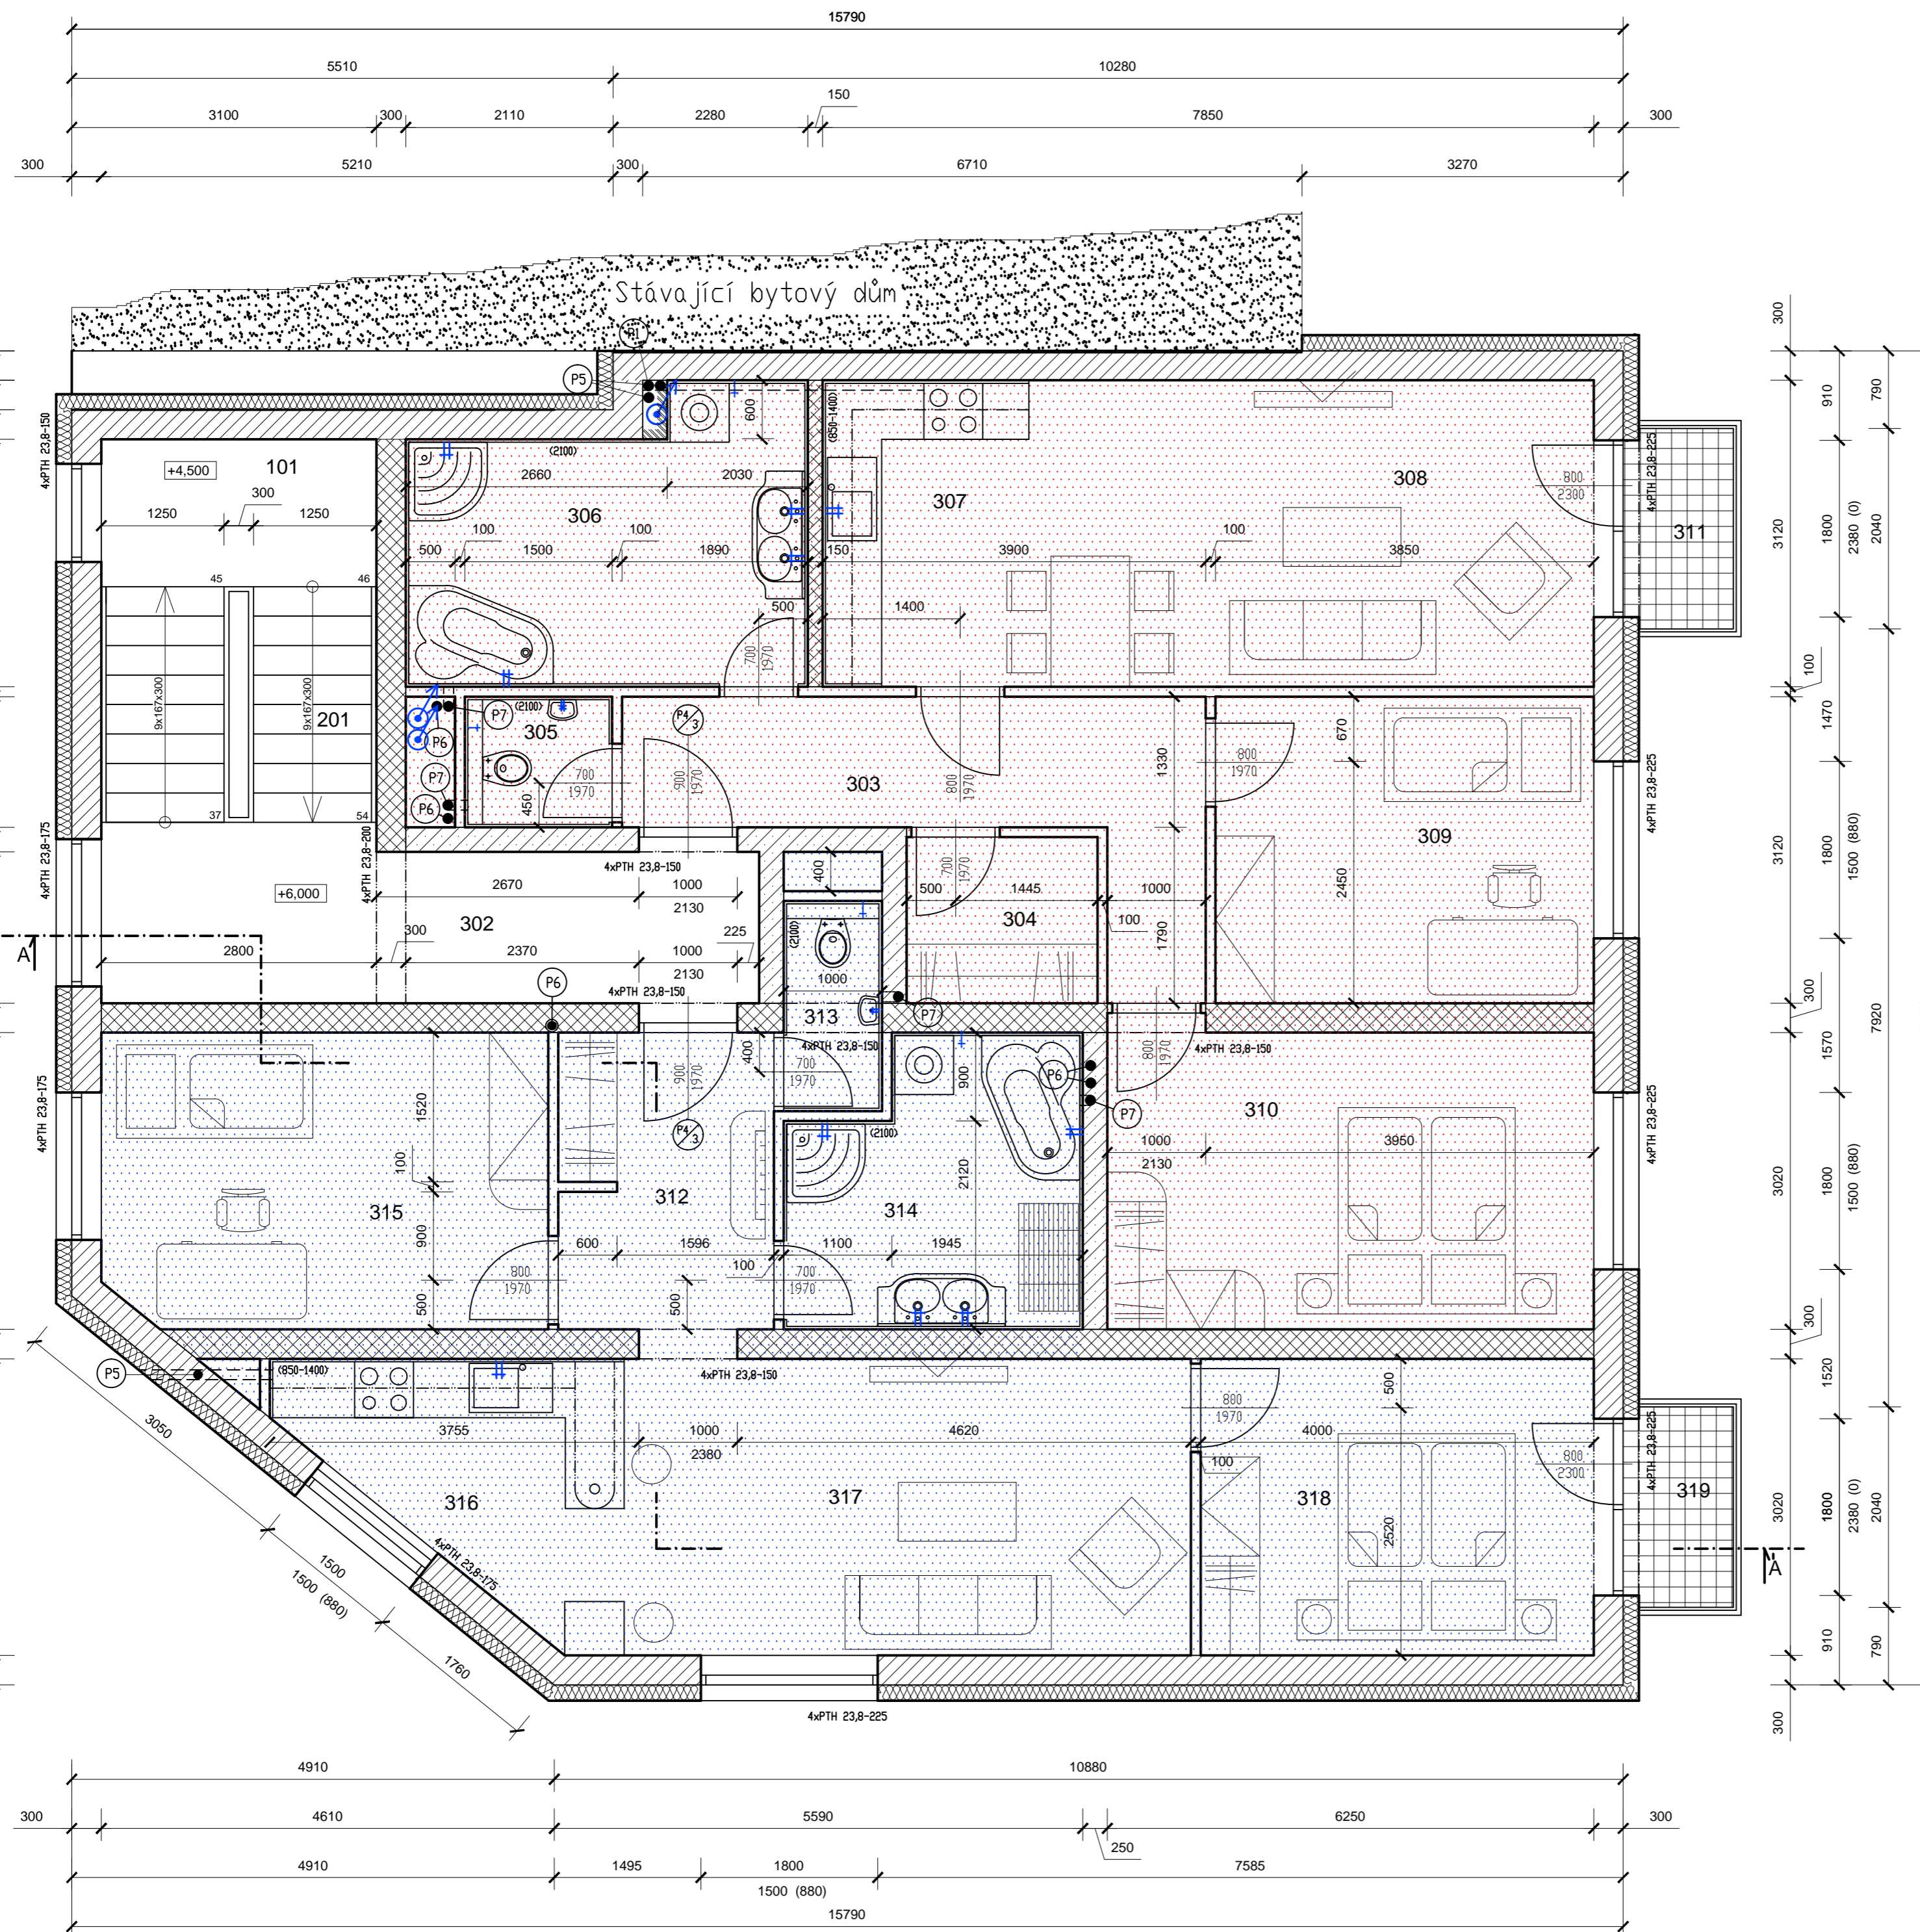 15790
5510 10280
150
3100 300 2110 2280 7850 300
300 5210 300 6710 3270
Stávající bytový dům
P5
4xPTH 23,8-150
+4,500
101
300
1250 1250
45 46
9x167x300 9x167x300
201
37 54
(2100)
2660 2030
600
306
100 100
500 1500 1890 150 3900 100 3850
500 1400
700
1970
(850-1400)
307
308
800
2300
4xPTH 23,8-225
311
P7
(2100)
305
P6
P7
P6
700
1970
450
P4
3
900
1970
303
800
1970
1330
800
1970
670
309
2450
4xPTH 23,8-225
4xPTH 23,8-175
4xPTH 23,8-200
4xPTH 23,8-150
+6,000
2670 1000
2130
302
400
700
1970
500 1445
304
100
1000
1790
A
2800 300 2370 1000 225
2130
4xPTH 23,8-150
P6
(2100)
1000
313
P7
4xPTH 23,8-150
4xPTH 23,8-150
4xPTH 23,8-175
1520
100
900
500
315
800
1970
900
1970
P4
3
400
700
1970
312
600 1596
100
500
900
P6
P7
(2100)
2120
314
1100 1945
700
1970
800
1970
310
1000 3950
2130
4xPTH 23,8-225
P5
(850-1400)
4xPTH 23,8-150
3755 1000 4620 4000
2380
100
800
1970
500
2520
800
2300
4xPTH 23,8-225
316
317
318
319
A'
3050
1500
1500 (880)
1760
4xPTH 23,8-175
4xPTH 23,8-225
300
910 790
3120 1800 2380 (0) 2040
100
1470
3120 1800 1500 (880)
300
7920
1570
3020 1800 1500 (880)
300
1520
3020 1800 2380 (0) 2040
910 790
300
4910 10880
300 4610 5590 6250 300
250
4910 1495 1800 7585
1500 (880)
15790